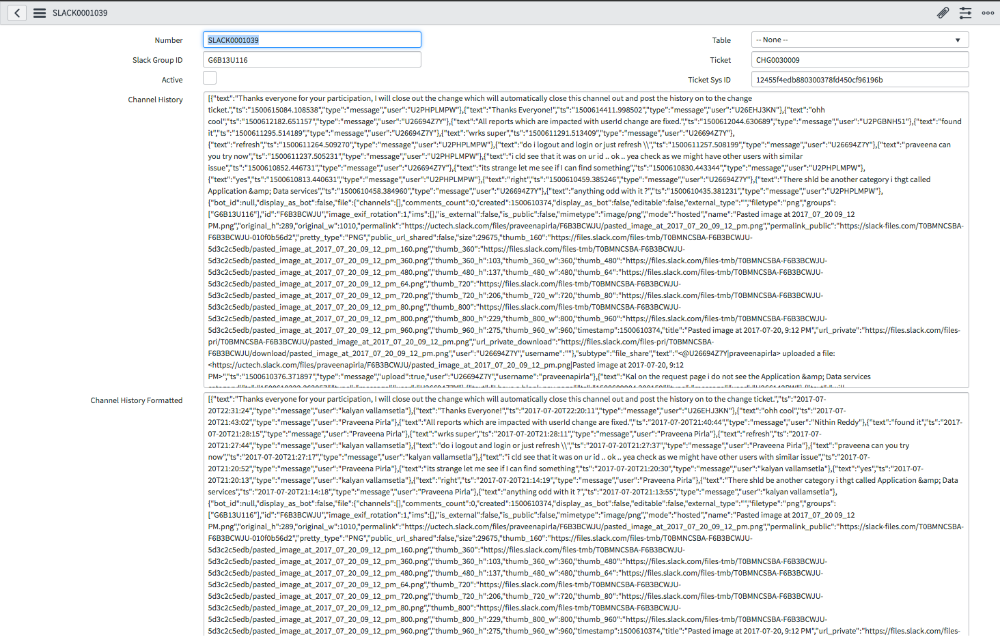 SLACK0001039
Number
SLACK0001039
Table
-- None --
Slack Group ID
G6B13U116
Ticket
CHG0030009
Active
Ticket Sys ID
12455f4edb880300378fd450cf96196b
Channel History
[{"text":"Thanks everyone for your participation, I will close out the change which will automatically close this channel out and post the history on to the change
ticket.","ts":"1500615084.108538","type":"message","user":"U2PHPLMPW"},{"text":"Thanks Everyone!","ts":"1500614411.998502","type":"message","user":"U26EHJ3KN"},{"text":"ohh
cool","ts":"1500612182.651157","type":"message","user":"U26694Z7Y"},{"text":"All reports which are impacted with userId change are fixed.","ts":"1500612044.630689","type":"message","user":"U2PGBNH51"},{"text":"found
it","ts":"1500611295.514189","type":"message","user":"U26694Z7Y"},{"text":"wrks super","ts":"1500611291.513409","type":"message","user":"U26694Z7Y"},
{"text":"refresh","ts":"1500611264.509270","type":"message","user":"U2PHPLMPW"},{"text":"do i logout and login or just refresh \\","ts":"1500611257.508199","type":"message","user":"U26694Z7Y"},{"text":"praveena can
you try now","ts":"1500611237.505231","type":"message","user":"U2PHPLMPW"},{"text":"i cld see that it was on ur id .. ok .. yea check as we might have other users with similar
issue","ts":"1500610852.446731","type":"message","user":"U26694Z7Y"},{"text":"its strange let me see if I can find something","ts":"1500610830.443344","type":"message","user":"U2PHPLMPW"},
{"text":"yes","ts":"1500610813.440631","type":"message","user":"U2PHPLMPW"},{"text":"right","ts":"1500610459.385246","type":"message","user":"U26694Z7Y"},{"text":"There shld be another category i thgt called
Application &amp; Data services","ts":"1500610458.384960","type":"message","user":"U26694Z7Y"},{"text":"anything odd with it ?","ts":"1500610435.381231","type":"message","user":"U2PHPLMPW"},
{"bot_id":null,"display_as_bot":false,"file":{"channels":[],"comments_count":0,"created":1500610374,"display_as_bot":false,"editable":false,"external_type":"","filetype":"png","groups":
["G6B13U116"],"id":"F6B3BCWJU","image_exif_rotation":1,"ims":[],"is_external":false,"is_public":false,"mimetype":"image/png","mode":"hosted","name":"Pasted image at 2017_07_20 09_12
PM.png","original_h":289,"original_w":1010,"permalink":"https://uctech.slack.com/files/praveenapirla/F6B3BCWJU/pasted_image_at_2017_07_20_09_12_pm.png","permalink_public":"https://slack-files.com/T0BMNCSBA-
F6B3BCWJU-010f0b56d2","pretty_type":"PNG","public_url_shared":false,"size":29675,"thumb_160":"https://files.slack.com/files-tmb/T0BMNCSBA-F6B3BCWJU-
5d3c2c5edb/pasted_image_at_2017_07_20_09_12_pm_160.png","thumb_360":"https://files.slack.com/files-tmb/T0BMNCSBA-F6B3BCWJU-
5d3c2c5edb/pasted_image_at_2017_07_20_09_12_pm_360.png","thumb_360_h":103,"thumb_360_w":360,"thumb_480":"https://files.slack.com/files-tmb/T0BMNCSBA-F6B3BCWJU-
5d3c2c5edb/pasted_image_at_2017_07_20_09_12_pm_480.png","thumb_480_h":137,"thumb_480_w":480,"thumb_64":"https://files.slack.com/files-tmb/T0BMNCSBA-F6B3BCWJU-
5d3c2c5edb/pasted_image_at_2017_07_20_09_12_pm_64.png","thumb_720":"https://files.slack.com/files-tmb/T0BMNCSBA-F6B3BCWJU-
5d3c2c5edb/pasted_image_at_2017_07_20_09_12_pm_720.png","thumb_720_h":206,"thumb_720_w":720,"thumb_80":"https://files.slack.com/files-tmb/T0BMNCSBA-F6B3BCWJU-
5d3c2c5edb/pasted_image_at_2017_07_20_09_12_pm_80.png","thumb_800":"https://files.slack.com/files-tmb/T0BMNCSBA-F6B3BCWJU-
5d3c2c5edb/pasted_image_at_2017_07_20_09_12_pm_800.png","thumb_800_h":229,"thumb_800_w":800,"thumb_960":"https://files.slack.com/files-tmb/T0BMNCSBA-F6B3BCWJU-
5d3c2c5edb/pasted_image_at_2017_07_20_09_12_pm_960.png","thumb_960_h":275,"thumb_960_w":960,"timestamp":1500610374,"title":"Pasted image at 2017-07-20, 9:12 PM","url_private":"https://files.slack.com/files-
pri/T0BMNCSBA-F6B3BCWJU/pasted_image_at_2017_07_20_09_12_pm.png","url_private_download":"https://files.slack.com/files-pri/T0BMNCSBA-
F6B3BCWJU/download/pasted_image_at_2017_07_20_09_12_pm.png","user":"U26694Z7Y","username":""},"subtype":"file_share","text":"<@U26694Z7Y|praveenapirla> uploaded a file:
<https://uctech.slack.com/files/praveenapirla/F6B3BCWJU/pasted_image_at_2017_07_20_09_12_pm.png|Pasted image at 2017-07-20, 9:12
PM>","ts":"1500610376.371897","type":"message","upload":true,"user":"U26694Z7Y","username":"praveenapirla"},{"text":"Kal on the request page i do not see the Application &amp; Data services
Channel History Formatted
[{"text":"Thanks everyone for your participation, I will close out the change which will automatically close this channel out and post the history on to the change ticket.","ts":"2017-07-
20T22:31:24","type":"message","user":"kalyan vallamsetla"},{"text":"Thanks Everyone!","ts":"2017-07-20T22:20:11","type":"message","user":"U26EHJ3KN"},{"text":"ohh cool","ts":"2017-07-
20T21:43:02","type":"message","user":"Praveena Pirla"},{"text":"All reports which are impacted with userId change are fixed.","ts":"2017-07-20T21:40:44","type":"message","user":"Nithin Reddy"},{"text":"found it","ts":"2017-
07-20T21:28:15","type":"message","user":"Praveena Pirla"},{"text":"wrks super","ts":"2017-07-20T21:28:11","type":"message","user":"Praveena Pirla"},{"text":"refresh","ts":"2017-07-
20T21:27:44","type":"message","user":"kalyan vallamsetla"},{"text":"do i logout and login or just refresh \\","ts":"2017-07-20T21:27:37","type":"message","user":"Praveena Pirla"},{"text":"praveena can you try
now","ts":"2017-07-20T21:27:17","type":"message","user":"kalyan vallamsetla"},{"text":"i cld see that it was on ur id .. ok .. yea check as we might have other users with similar issue","ts":"2017-07-
20T21:20:52","type":"message","user":"Praveena Pirla"},{"text":"its strange let me see if I can find something","ts":"2017-07-20T21:20:30","type":"message","user":"kalyan vallamsetla"},{"text":"yes","ts":"2017-07-
20T21:20:13","type":"message","user":"kalyan vallamsetla"},{"text":"right","ts":"2017-07-20T21:14:19","type":"message","user":"Praveena Pirla"},{"text":"There shld be another category i thgt called Application &amp; Data
services","ts":"2017-07-20T21:14:18","type":"message","user":"Praveena Pirla"},{"text":"anything odd with it ?","ts":"2017-07-20T21:13:55","type":"message","user":"kalyan vallamsetla"},
{"bot_id":null,"display_as_bot":false,"file":{"channels":[],"comments_count":0,"created":1500610374,"display_as_bot":false,"editable":false,"external_type":"","filetype":"png","groups":
["G6B13U116"],"id":"F6B3BCWJU","image_exif_rotation":1,"ims":[],"is_external":false,"is_public":false,"mimetype":"image/png","mode":"hosted","name":"Pasted image at 2017_07_20 09_12
PM.png","original_h":289,"original_w":1010,"permalink":"https://uctech.slack.com/files/praveenapirla/F6B3BCWJU/pasted_image_at_2017_07_20_09_12_pm.png","permalink_public":"https://slack-files.com/T0BMNCSBA-
F6B3BCWJU-010f0b56d2","pretty_type":"PNG","public_url_shared":false,"size":29675,"thumb_160":"https://files.slack.com/files-tmb/T0BMNCSBA-F6B3BCWJU-
5d3c2c5edb/pasted_image_at_2017_07_20_09_12_pm_160.png","thumb_360":"https://files.slack.com/files-tmb/T0BMNCSBA-F6B3BCWJU-
5d3c2c5edb/pasted_image_at_2017_07_20_09_12_pm_360.png","thumb_360_h":103,"thumb_360_w":360,"thumb_480":"https://files.slack.com/files-tmb/T0BMNCSBA-F6B3BCWJU-
5d3c2c5edb/pasted_image_at_2017_07_20_09_12_pm_480.png","thumb_480_h":137,"thumb_480_w":480,"thumb_64":"https://files.slack.com/files-tmb/T0BMNCSBA-F6B3BCWJU-
5d3c2c5edb/pasted_image_at_2017_07_20_09_12_pm_64.png","thumb_720":"https://files.slack.com/files-tmb/T0BMNCSBA-F6B3BCWJU-
5d3c2c5edb/pasted_image_at_2017_07_20_09_12_pm_720.png","thumb_720_h":206,"thumb_720_w":720,"thumb_80":"https://files.slack.com/files-tmb/T0BMNCSBA-F6B3BCWJU-
5d3c2c5edb/pasted_image_at_2017_07_20_09_12_pm_80.png","thumb_800":"https://files.slack.com/files-tmb/T0BMNCSBA-F6B3BCWJU-
5d3c2c5edb/pasted_image_at_2017_07_20_09_12_pm_800.png","thumb_800_h":229,"thumb_800_w":800,"thumb_960":"https://files.slack.com/files-tmb/T0BMNCSBA-F6B3BCWJU-
5d3c2c5edb/pasted_image_at_2017_07_20_09_12_pm_960.png","thumb_960_h":275,"thumb_960_w":960,"timestamp":1500610374,"title":"Pasted image at 2017-07-20, 9:12 PM","url_private":"https://files.slack.com/files-